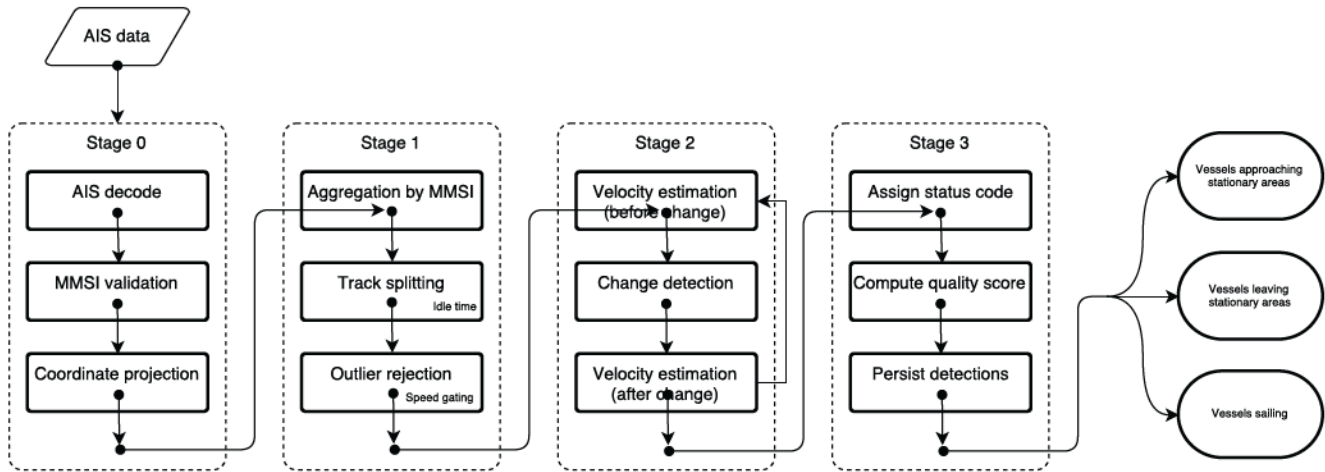 AIS data
Stage 0
AIS decode
MMSI validation
Coordinate projection
Stage 1
Aggregation by MMSI
Track splitting
Idle time
Outlier rejection
Speed gating
Stage 2
Velocity estimation
(before change)
Change detection
Velocity estimation
(after change)
Stage 3
Assign status code
Compute quality score
Persist detections
Vessels approaching
stationary areas
Vessels leaving
stationary areas
Vessels sailing